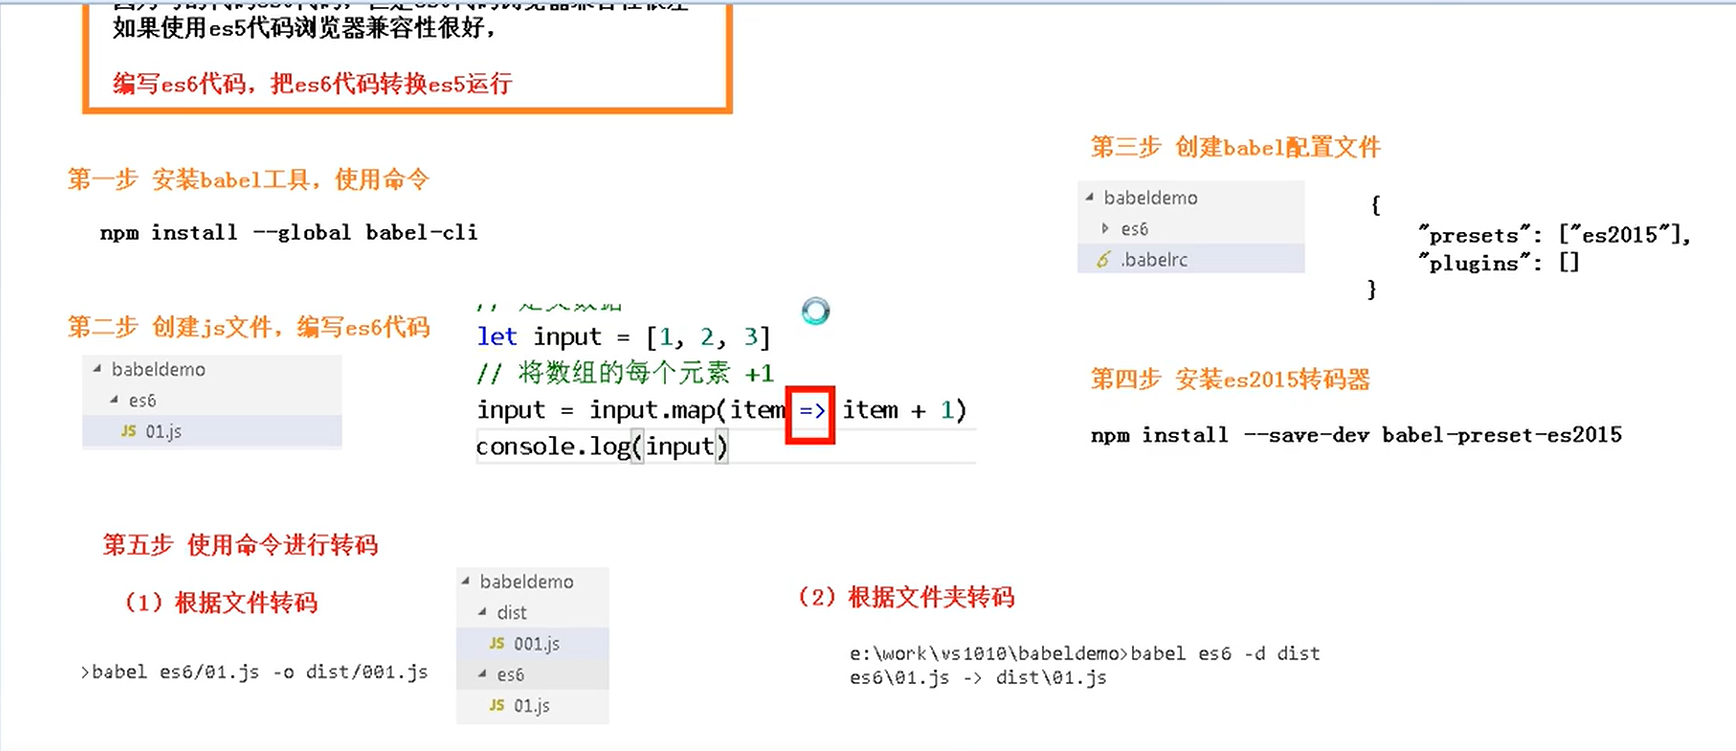 如果使用es5代码浏览器兼容性很好，
编写es6代码，把es6代码转换es5运行
第一步 安装babel工具，使用命令
npm install --global babel-cli
第二步 创建js文件，编写es6代码
babeldemo
es6
JS 01.js
// 定义数据
let input = [1, 2, 3]
// 将数组的每个元素 +1
input = input.map(item => item + 1)
console.log(input)
第三步 创建babel配置文件
babeldemo
es6
.babelrc
{
"presets": ["es2015"],
"plugins": []
}
第四步 安装es2015转码器
npm install --save-dev babel-preset-es2015
第五步 使用命令进行转码
（1）根据文件转码
>babel es6/01.js -o dist/001.js
babeldemo
dist
JS 001.js
es6
JS 01.js
（2）根据文件夹转码
e:\work\vs1010\babeldemo>babel es6 -d dist
es6\01.js -> dist\01.js